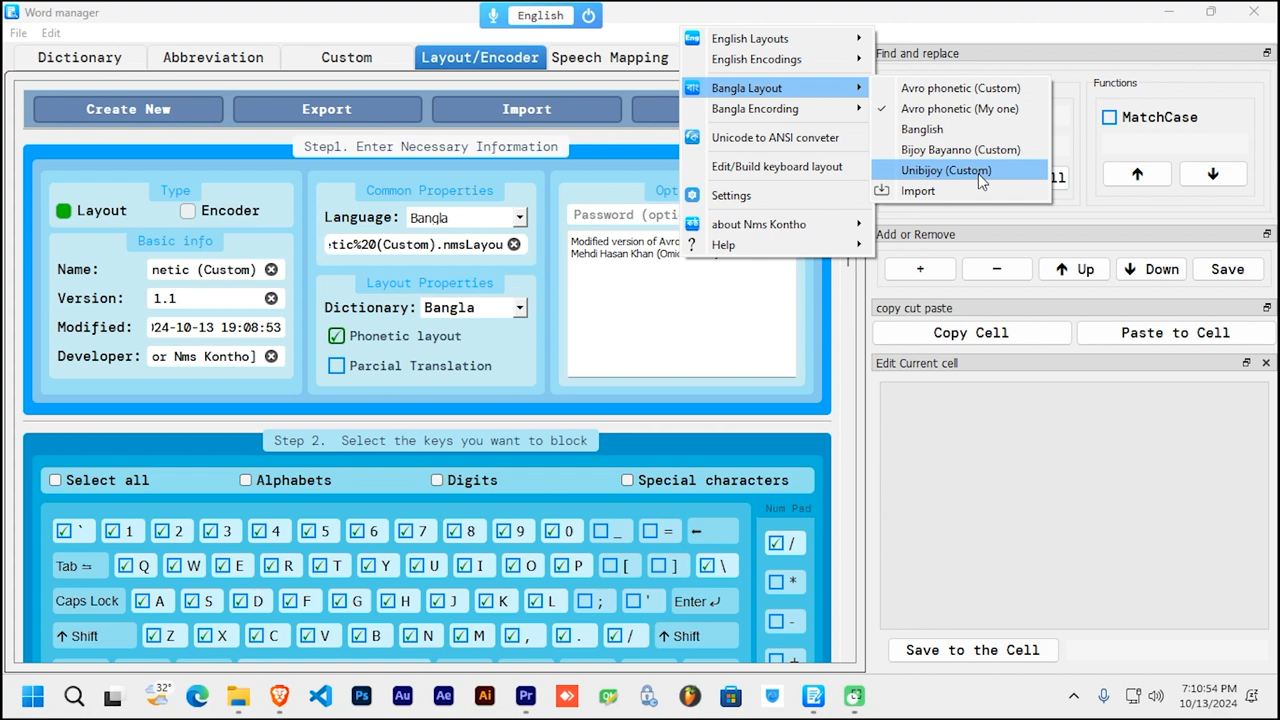 Word manager
English
File Edit
Dictionary Abbreviation Custom Layout/Encoder Speech Mapping
Create New Export Import
Step1. Enter Necessary Information
Type
Layout Encoder
Basic info
Name: netic (Custom)
Version: 1.1
Modified: 024-10-13 19:08:53
Developer: or Nms Kontho]
Common Properties
Language: Bangla
etic%20(Custom).nmsLayou
Layout Properties
Dictionary: Bangla
Phonetic layout
Parcial Translation
Password (opti
Modified version of Avro
Mehdi Hasan Khan (Omic
Eng English Layouts
English Encodings
বাং Bangla Layout
Bangla Encoding
Unicode to ANSI conveter
Edit/Build keyboard layout
Settings
about Nms Kontho
? Help
Avro phonetic (Custom)
Avro phonetic (My one)
Banglish
Bijoy Bayanno (Custom)
Unibijoy (Custom)
Import
Find and replace
Functions
MatchCase
Add or Remove
+ − Up Down Save
copy cut paste
Copy Cell Paste to Cell
Edit Current cell
Save to the Cell
Step 2. Select the keys you want to block
Select all Alphabets Digits Special characters
Num Pad
` 1 2 3 4 5 6 7 8 9 0 _ = ← /
Tab Q W E R T Y U I O P [ ] \ *
Caps Lock A S D F G H J K L ; ' Enter -
Shift Z X C V B N M , . / Shift +
32°
Ps Au Ae Ai Pr
7:10:54 PM
10/13/2024